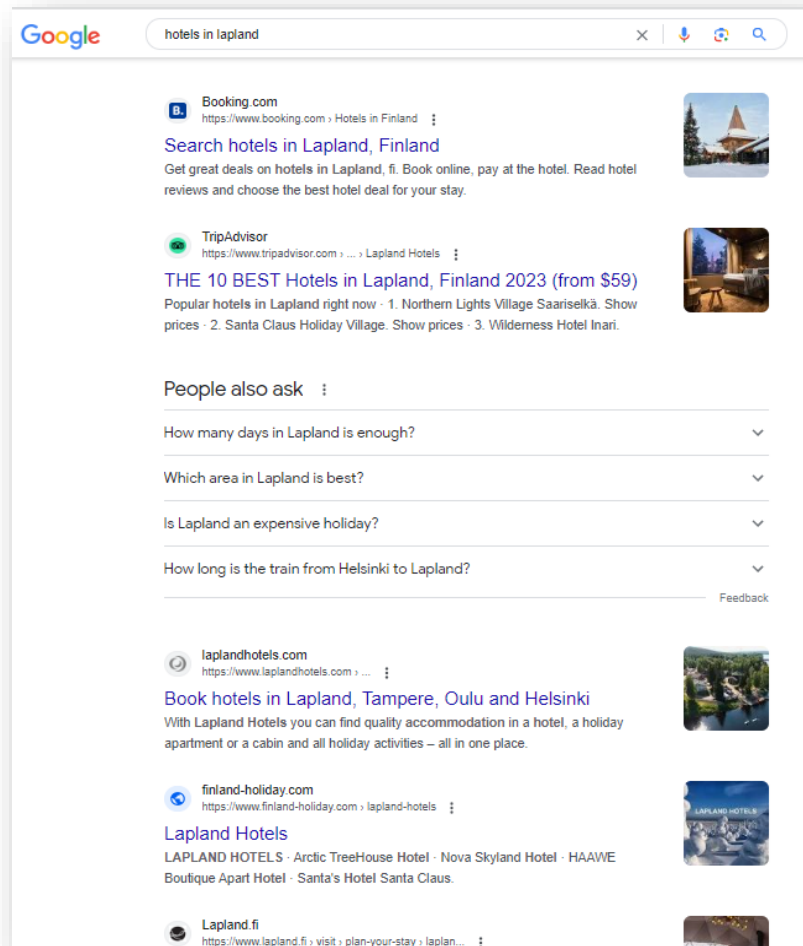 Google
hotels in lapland
B.
Booking.com
https://www.booking.com › Hotels in Finland
Search hotels in Lapland, Finland
Get great deals on hotels in Lapland, fi. Book online, pay at the hotel. Read hotel
reviews and choose the best hotel deal for your stay.
TripAdvisor
https://www.tripadvisor.com › ... › Lapland Hotels
THE 10 BEST Hotels in Lapland, Finland 2023 (from $59)
Popular hotels in Lapland right now · 1. Northern Lights Village Saariselkä. Show
prices · 2. Santa Claus Holiday Village. Show prices · 3. Wilderness Hotel Inari.
People also ask
How many days in Lapland is enough?
Which area in Lapland is best?
Is Lapland an expensive holiday?
How long is the train from Helsinki to Lapland?
Feedback
laplandhotels.com
https://www.laplandhotels.com › ...
Book hotels in Lapland, Tampere, Oulu and Helsinki
With Lapland Hotels you can find quality accommodation in a hotel, a holiday
apartment or a cabin and all holiday activities – all in one place.
finland-holiday.com
https://www.finland-holiday.com › lapland-hotels
LAPLAND HOTELS
Lapland Hotels
LAPLAND HOTELS · Arctic TreeHouse Hotel · Nova Skyland Hotel · HAAWE
Boutique Apart Hotel · Santa's Hotel Santa Claus.
Lapland.fi
https://www.lapland.fi › visit › plan-your-stay › laplan...